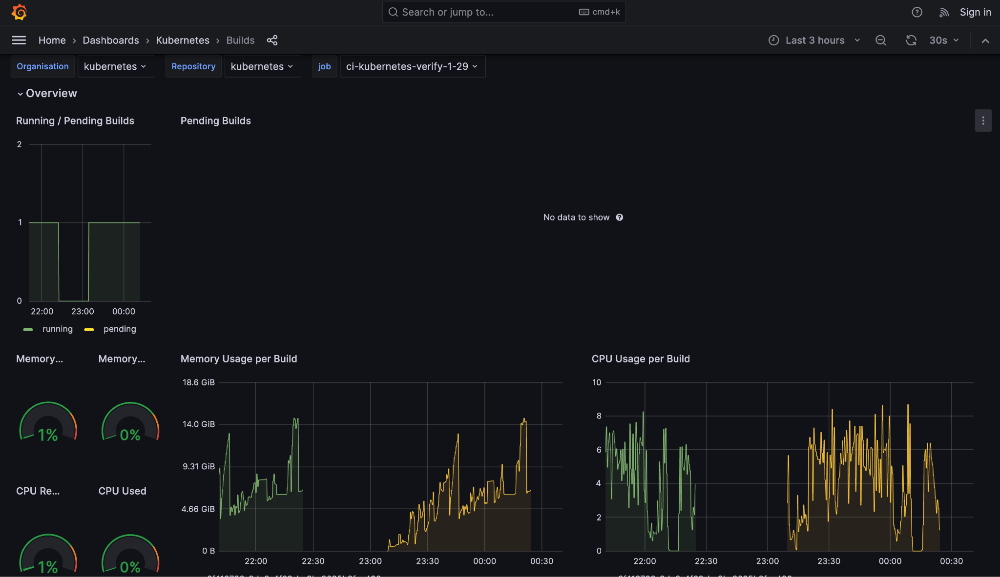 Search or jump to... cmd+k Sign in
Home › Dashboards › Kubernetes › Builds Last 3 hours 30s
Organisation kubernetes Repository kubernetes job ci-kubernetes-verify-1-29
Overview
Running / Pending Builds Pending Builds
2
1
0
22:00 23:00 00:00
running pending
No data to show
Memory... Memory...
1% 0%
CPU Re... CPU Used
1% 0%
Memory Usage per Build
18.6 GiB
14.0 GiB
9.31 GiB
4.66 GiB
0 B
22:00 22:30 23:00 23:30 00:00 00:30
CPU Usage per Build
10
8
6
4
2
0
22:00 22:30 23:00 23:30 00:00 00:30